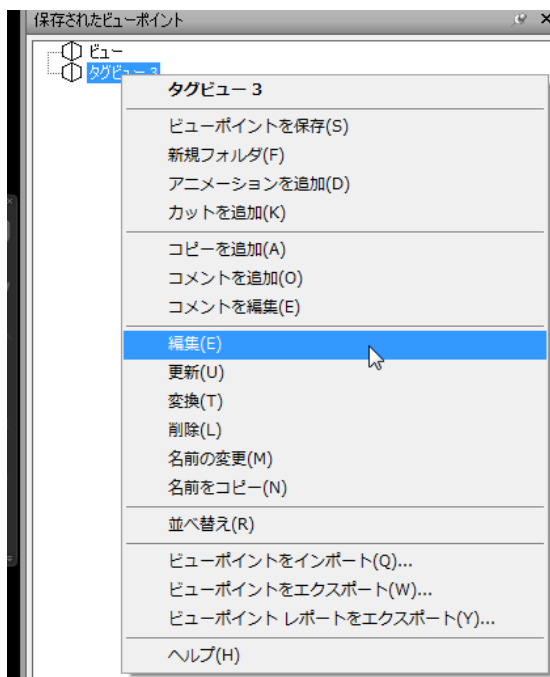 保存されたビューポイント
ビュー
タグビュー 3
タグビュー 3
ビューポイントを保存(S)
新規フォルダ(F)
アニメーションを追加(D)
カットを追加(K)
コピーを追加(A)
コメントを追加(O)
コメントを編集(E)
編集(E)
更新(U)
変換(T)
削除(L)
名前の変更(M)
名前をコピー(N)
並べ替え(R)
ビューポイントをインポート(Q)...
ビューポイントをエクスポート(W)...
ビューポイント レポートをエクスポート(Y)...
ヘルプ(H)